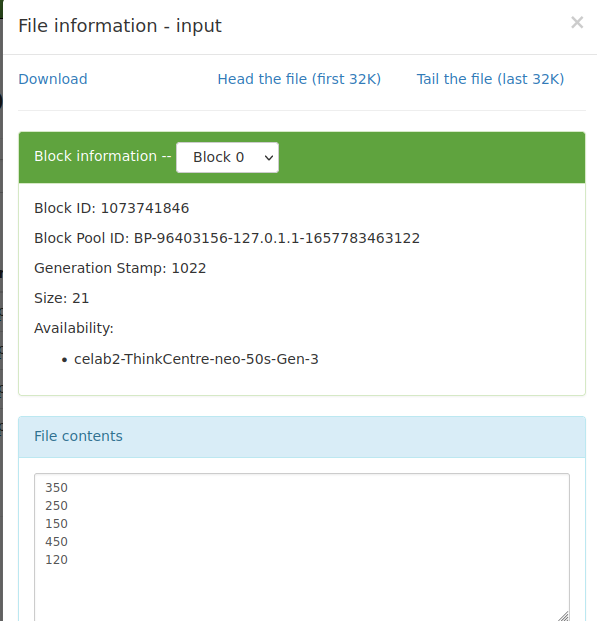 File information - input
×
Download Head the file (first 32K) Tail the file (last 32K)
Block information -- Block 0
Block ID: 1073741846
Block Pool ID: BP-96403156-127.0.1.1-1657783463122
Generation Stamp: 1022
Size: 21
Availability:
• celab2-ThinkCentre-neo-50s-Gen-3
File contents
350
250
150
450
120